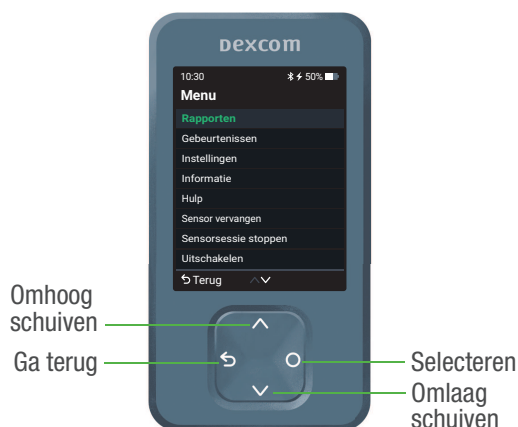 Dexcom
10:30 50%
Menu
Rapporten
Gebeurtenissen
Instellingen
Informatie
Hulp
Sensor vervangen
Sensorsessie stoppen
Uitschakelen
Terug
Omhoog
schuiven
Ga terug
Selecteren
Omlaag
schuiven